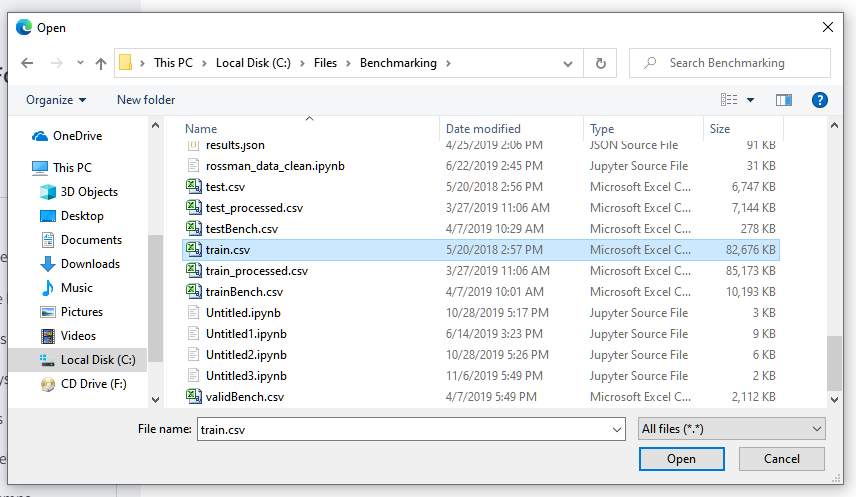 Open
This PC > Local Disk (C:) > Files > Benchmarking >
Search Benchmarking
Organize
New folder
OneDrive
This PC
3D Objects
Desktop
Documents
Downloads
Music
Pictures
Videos
Local Disk (C:)
CD Drive (F:)
Name Date modified Type Size
results.json 4/25/2019 2:06 PM JSON Source File 91 KB
rossman_data_clean.ipynb 6/22/2019 2:45 PM Jupyter Source File 31 KB
test.csv 5/20/2018 2:56 PM Microsoft Excel C... 6,747 KB
test_processed.csv 3/27/2019 11:06 AM Microsoft Excel C... 7,144 KB
testBench.csv 4/7/2019 10:29 AM Microsoft Excel C... 278 KB
train.csv 5/20/2018 2:57 PM Microsoft Excel C... 82,676 KB
train_processed.csv 3/27/2019 11:06 AM Microsoft Excel C... 85,173 KB
trainBench.csv 4/7/2019 10:01 AM Microsoft Excel C... 10,193 KB
Untitled.ipynb 10/28/2019 5:17 PM Jupyter Source File 3 KB
Untitled1.ipynb 6/14/2019 3:23 PM Jupyter Source File 9 KB
Untitled2.ipynb 10/28/2019 5:26 PM Jupyter Source File 6 KB
Untitled3.ipynb 11/6/2019 5:49 PM Jupyter Source File 2 KB
validBench.csv 4/7/2019 5:49 PM Microsoft Excel C... 2,112 KB
File name: train.csv
All files (*.*)
Open
Cancel